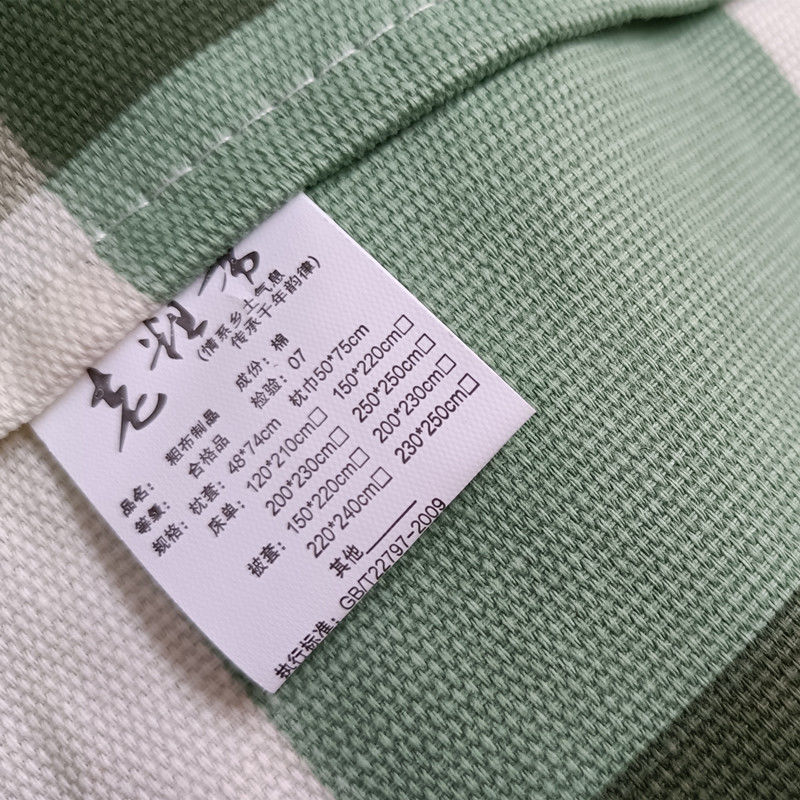 老粗布
(情系乡土气息
传承千年韵律)
品名: 粗布制品 成份: 棉
等集: 合格品 检验: 07
规格: 枕套: 48*74cm 枕巾50*75cm
床单: 120*210cm□ 150*220cm□
200*230cm□ 250*250cm□
被套: 150*220cm□ 200*230cm□
220*240cm□ 230*250cm□
其他
执行标准: GB/T22797-2009